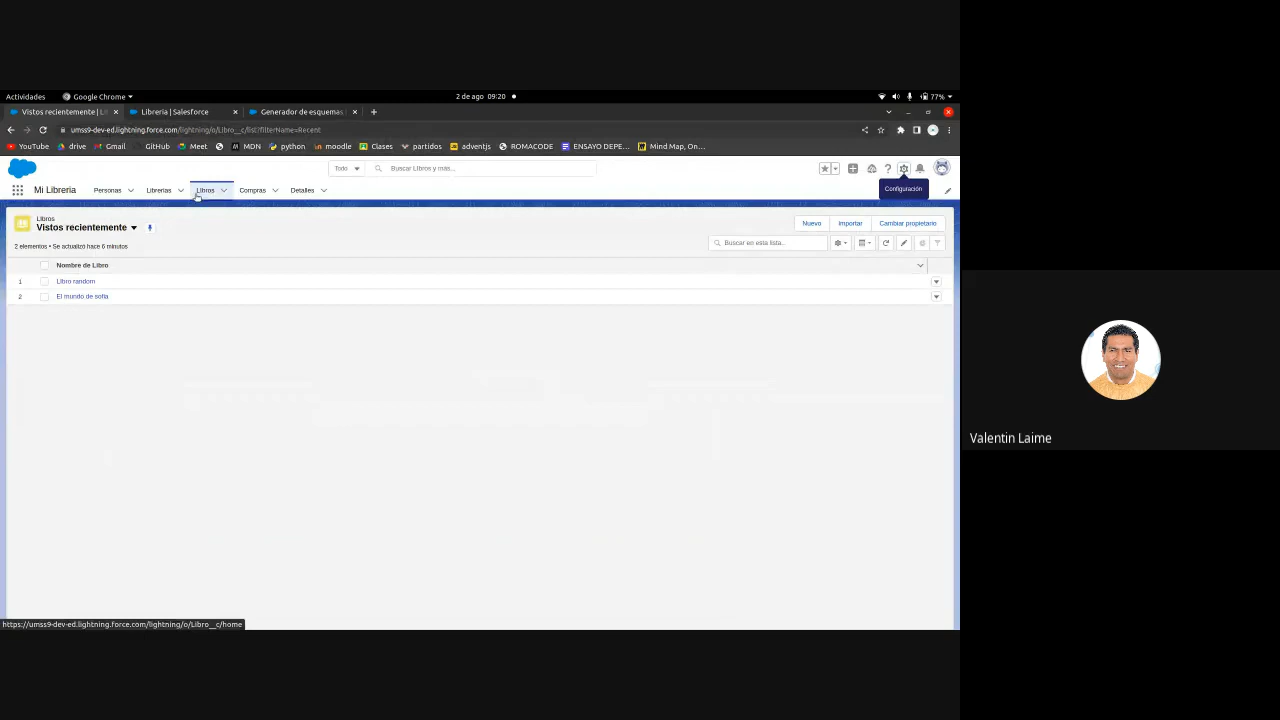 Actividades Google Chrome 2 de ago 09:20 77%
Vistos recientemente | Li Libreria | Salesforce Generador de esquemas
umss9-dev-ed.lightning.force.com/lightning/o/Libro__c/list?filterName=Recent
YouTube drive Gmail GitHub Meet MDN python moodle Clases partidos adventjs ROMACODE ENSAYO DEPE... Mind Map, On...
Todo Buscar Libros y más...
Mi Libreria Personas Librerias Libros Compras Detalles
Configuración
Libros
Vistos recientemente
Nuevo Importar Cambiar propietario
2 elementos • Se actualizó hace 6 minutos
Buscar en esta lista...
Nombre de Libro
1 Libro random
2 El mundo de sofia
Valentin Laime
https://umss9-dev-ed.lightning.force.com/lightning/o/Libro__c/home